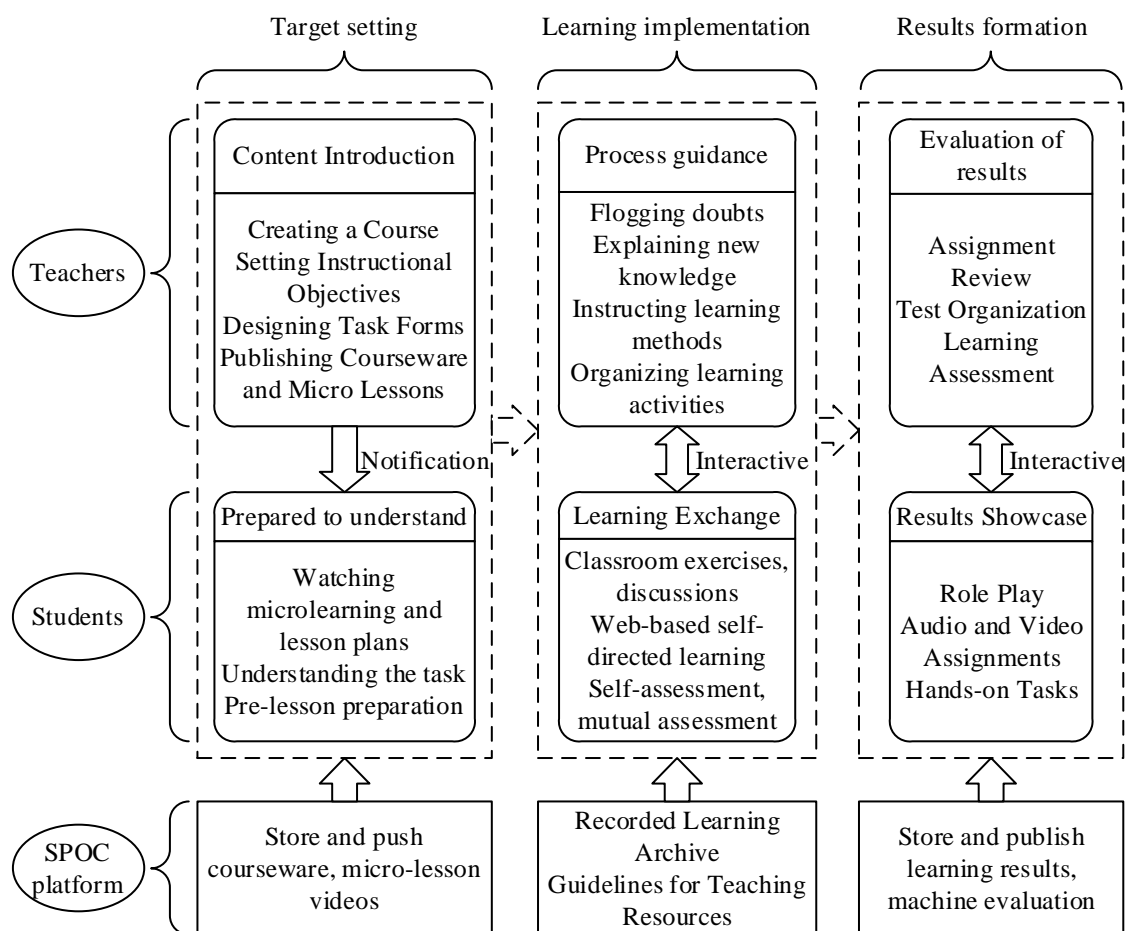 Target setting
Learning implementation
Results formation
Teachers
Content Introduction
Creating a Course
Setting Instructional
Objectives
Designing Task Forms
Publishing Courseware
and Micro Lessons
Process guidance
Flogging doubts
Explaining new
knowledge
Instructing learning
methods
Organizing learning
activities
Evaluation of
results
Assignment
Review
Test Organization
Learning
Assessment
Notification
Interactive
Interactive
Students
Prepared to understand
Watching
microlearning and
lesson plans
Understanding the task
Pre-lesson preparation
Learning Exchange
Classroom exercises,
discussions
Web-based self-
directed learning
Self-assessment,
mutual assessment
Results Showcase
Role Play
Audio and Video
Assignments
Hands-on Tasks
SPOC
platform
Store and push
courseware, micro-lesson
videos
Recorded Learning
Archive
Guidelines for Teaching
Resources
Store and publish
learning results,
machine evaluation